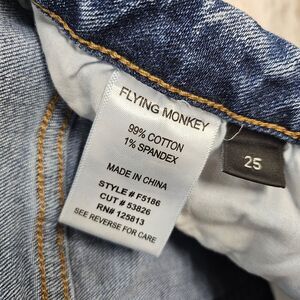 FLYING MONKEY
99% COTTON
1% SPANDEX
MADE IN CHINA
STYLE # F5186
CUT # 53826
RN# 125813
SEE REVERSE FOR CARE
25